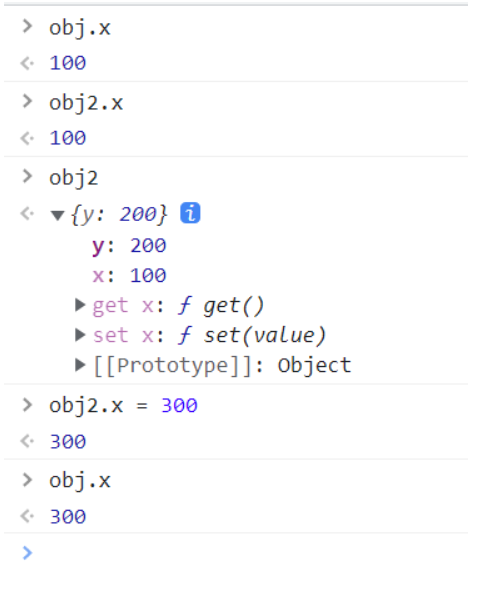 > obj.x
<· 100
> obj2.x
<· 100
> obj2
<· ▼{y: 200} i
y: 200
x: 100
▶get x: ƒ get()
▶set x: ƒ set(value)
▶[[Prototype]]: Object
> obj2.x = 300
<· 300
> obj.x
<· 300
>